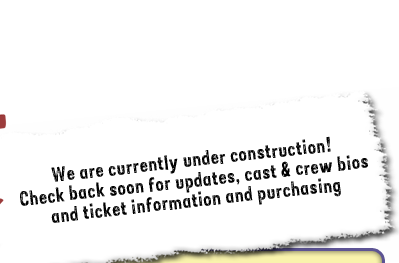 We are currently under construction!
Check back soon for updates, cast & crew bios
and ticket information and purchasing